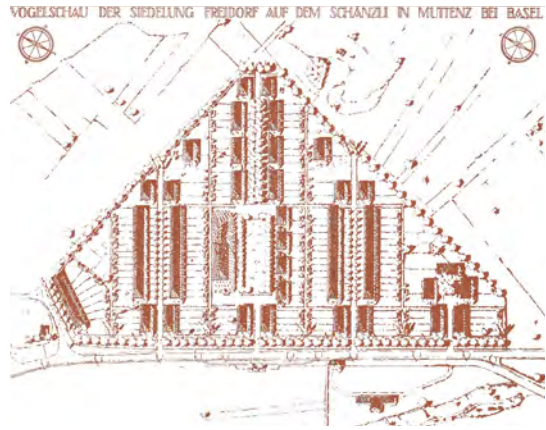 VOGELSCHAU DER SIEDELUNG FREIDORF AUF DEM SCHÄNZLI IN MUTTENZ BEI BASEL